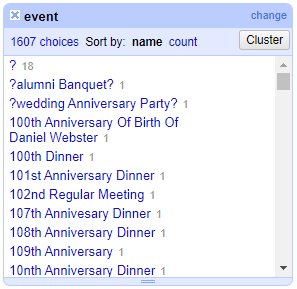 event change
1607 choices Sort by: name count Cluster
? 18
?alumni Banquet? 1
?wedding Anniversary Party? 1
100th Anniversary Of Birth Of
Daniel Webster 1
100th Dinner 1
101st Anniversary Dinner 1
102nd Regular Meeting 1
107th Annivesary Dinner 1
108th Anniversary Dinner 1
109th Anniversary 1
10nth Anniversary Dinner 1